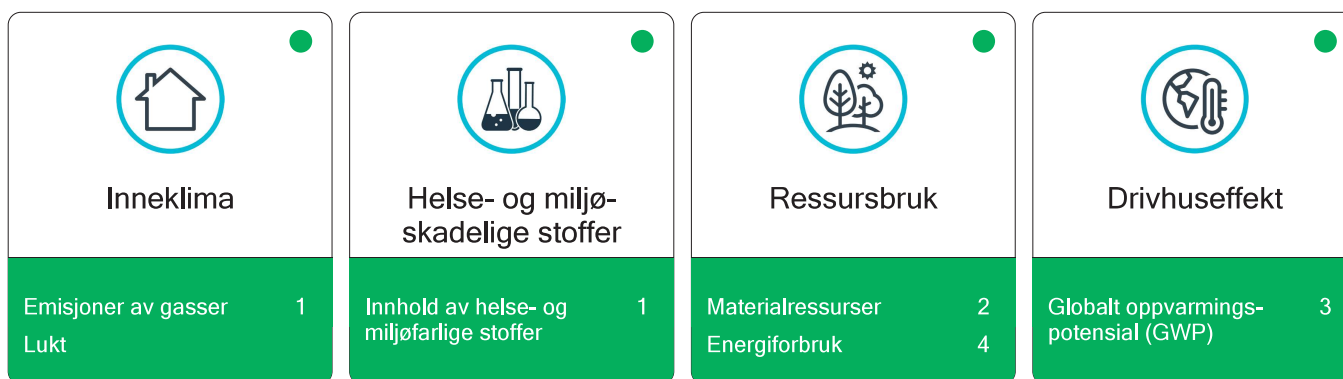 Inneklima
Emisjoner av gasser 1
Lukt
Helse- og miljø-
skadelige stoffer
Innhold av helse- og 1
miljøfarlige stoffer
Ressursbruk
Materialressurser 2
Energiforbruk 4
Drivhuseffekt
Globalt oppvarmings- 3
potensial (GWP)